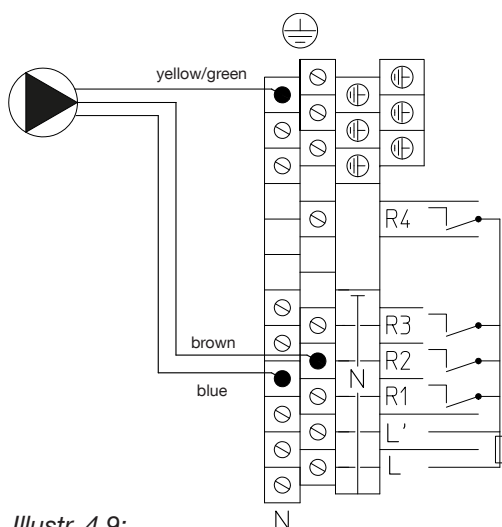 yellow/green
R4
R3
brown
R2
N
blue
R1
L'
L
Illustr. 4.9:
N